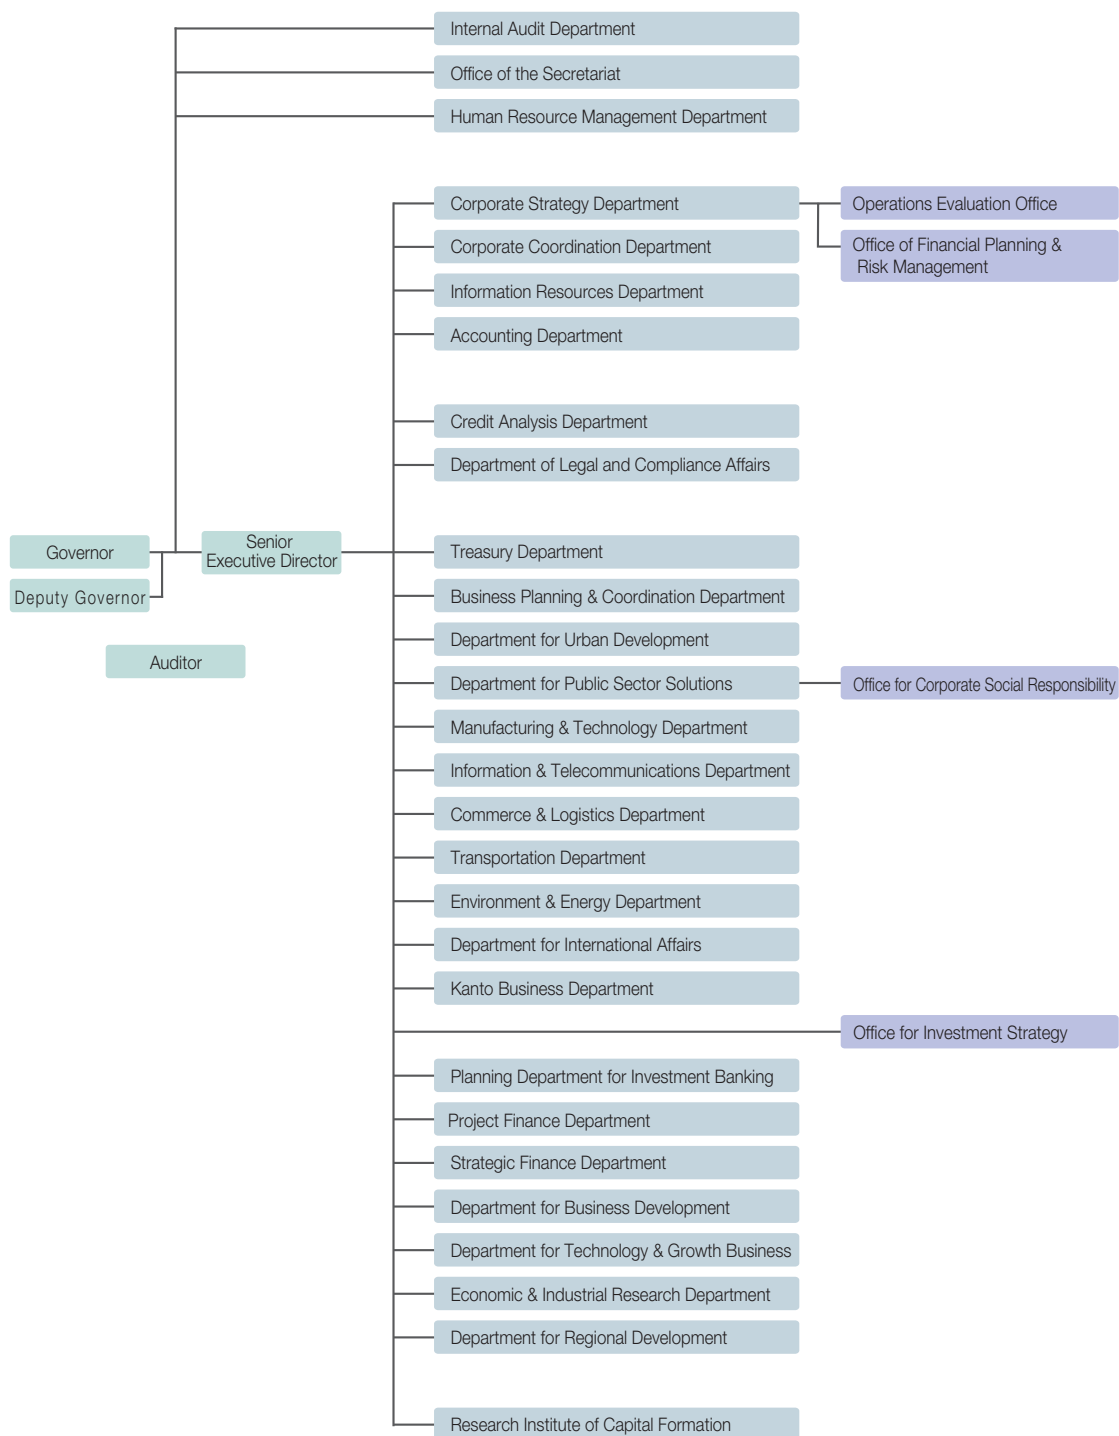 Internal Audit Department
Office of the Secretariat
Human Resource Management Department
Corporate Strategy Department
Operations Evaluation Office
Corporate Coordination Department
Office of Financial Planning &
Risk Management
Information Resources Department
Accounting Department
Credit Analysis Department
Department of Legal and Compliance Affairs
Governor
Senior
Executive Director
Treasury Department
Deputy Governor
Business Planning & Coordination Department
Department for Urban Development
Auditor
Department for Public Sector Solutions
Office for Corporate Social Responsibility
Manufacturing & Technology Department
Information & Telecommunications Department
Commerce & Logistics Department
Transportation Department
Environment & Energy Department
Department for International Affairs
Kanto Business Department
Office for Investment Strategy
Planning Department for Investment Banking
Project Finance Department
Strategic Finance Department
Department for Business Development
Department for Technology & Growth Business
Economic & Industrial Research Department
Department for Regional Development
Research Institute of Capital Formation